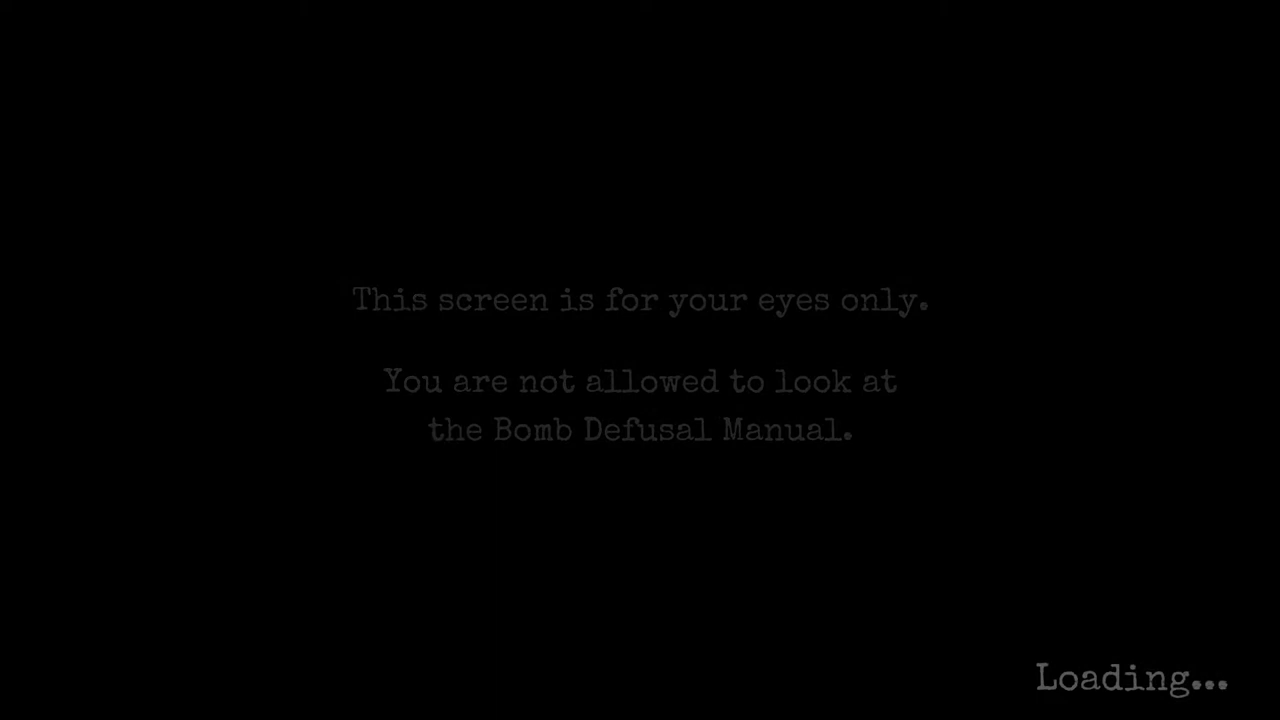 This screen is for your eyes only.
You are not allowed to look at
the Bomb Defusal Manual.
Loading...